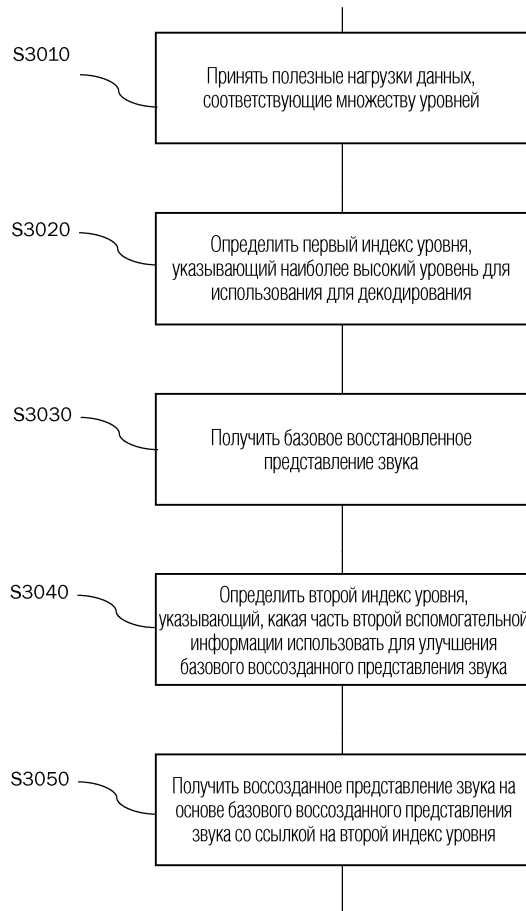 S3010
Принять полезные нагрузки данных,
соответствующие множеству уровней
S3020
Определить первый индекс уровня,
указывающий наиболее высокий уровень для
использования для декодирования
S3030
Получить базовое восстановленное
представление звука
S3040
Определить второй индекс уровня,
указывающий, какая часть второй вспомогательной
информации использовать для улучшения
базового воссозданного представления звука
S3050
Получить воссозданное представление звука на
основе базового воссозданного представления
звука со ссылкой на второй индекс уровня